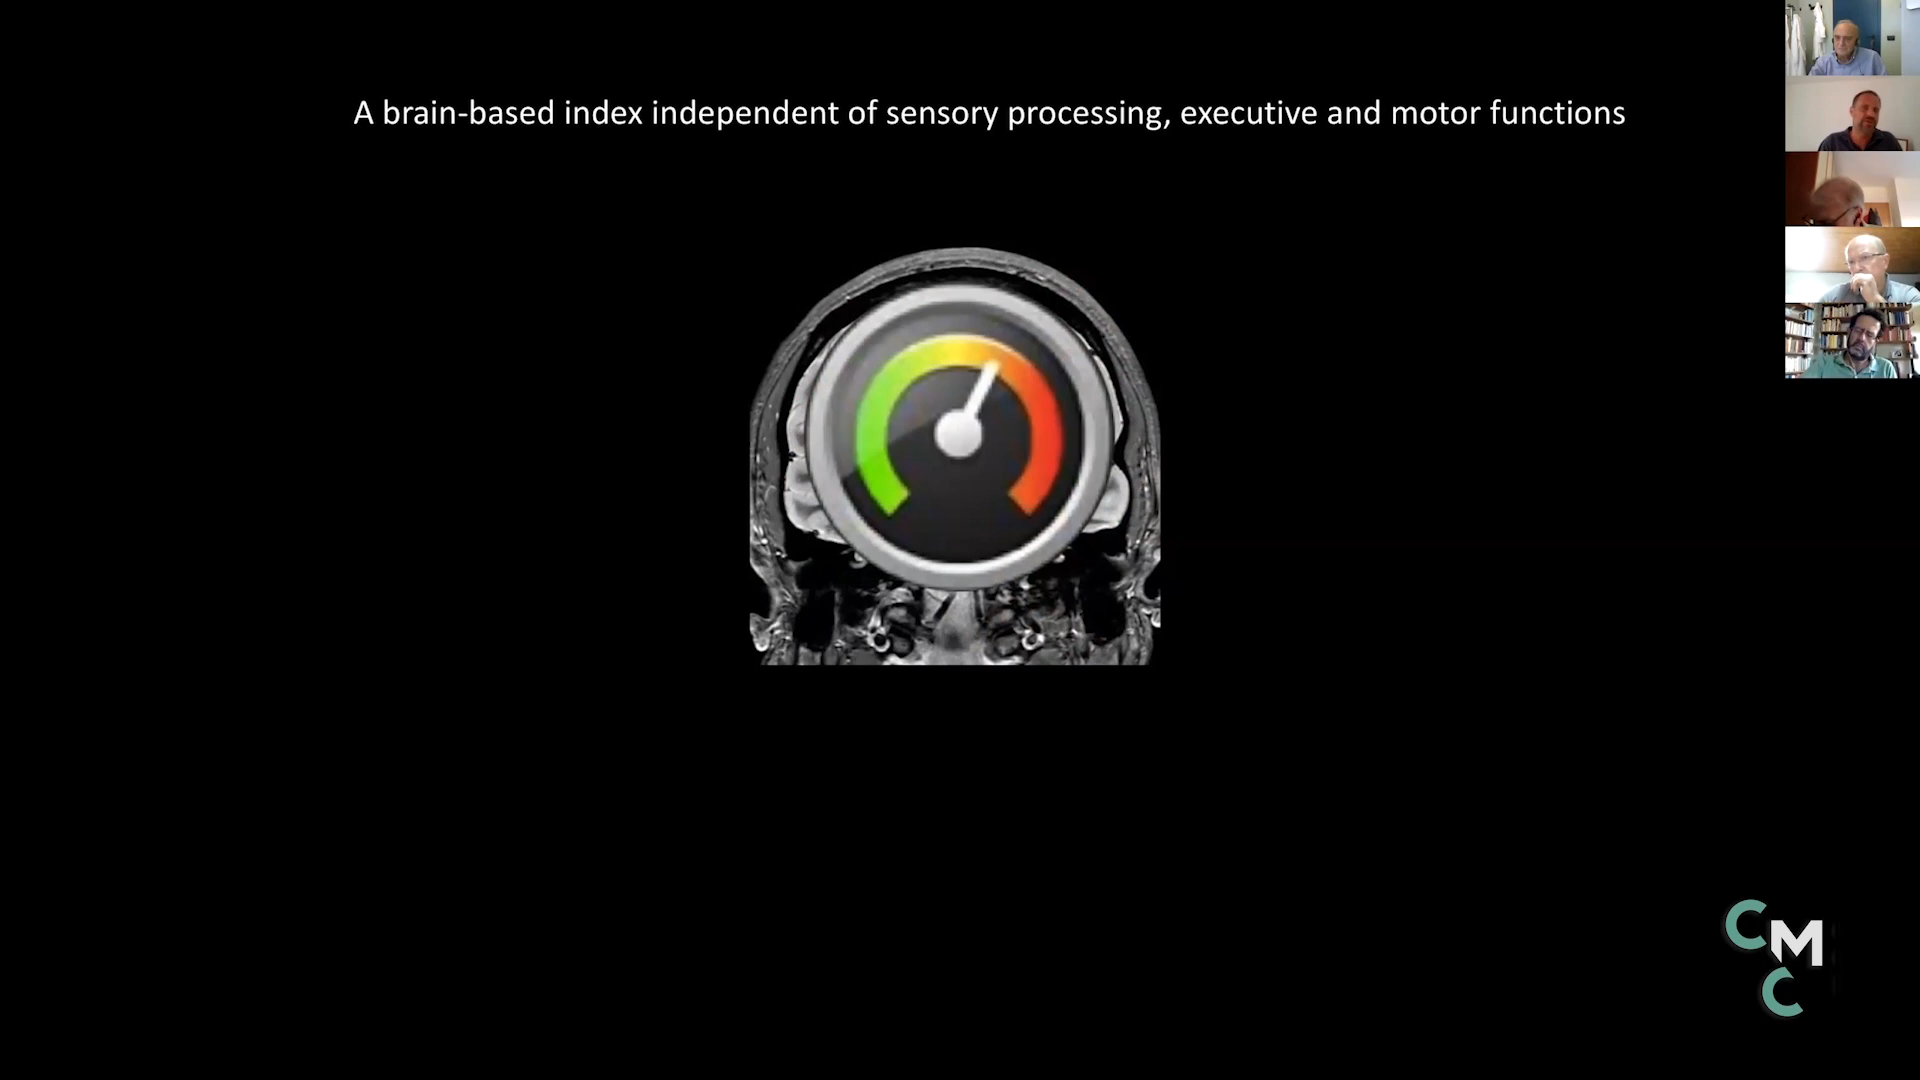 A brain-based index independent of sensory processing, executive and motor functions
CMC